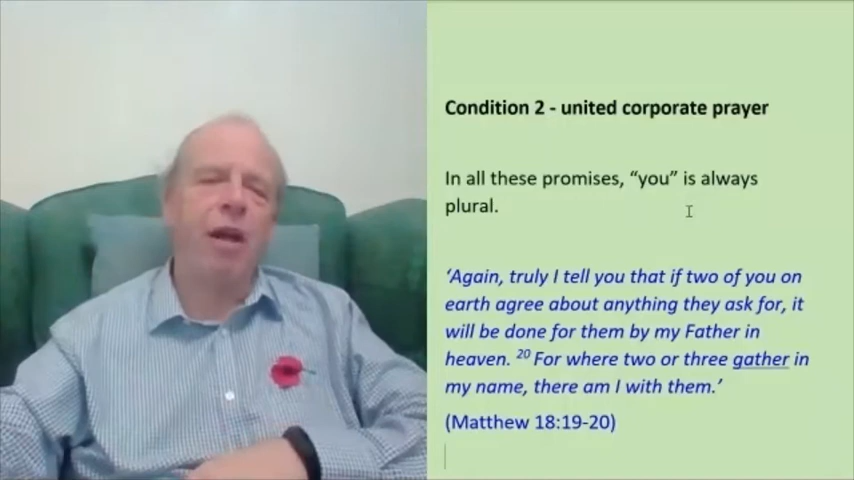 Condition 2 - united corporate prayer
In all these promises, “you” is always
plural.
‘Again, truly I tell you that if two of you on
earth agree about anything they ask for, it
will be done for them by my Father in
heaven. 20 For where two or three gather in
my name, there am I with them.’
(Matthew 18:19-20)